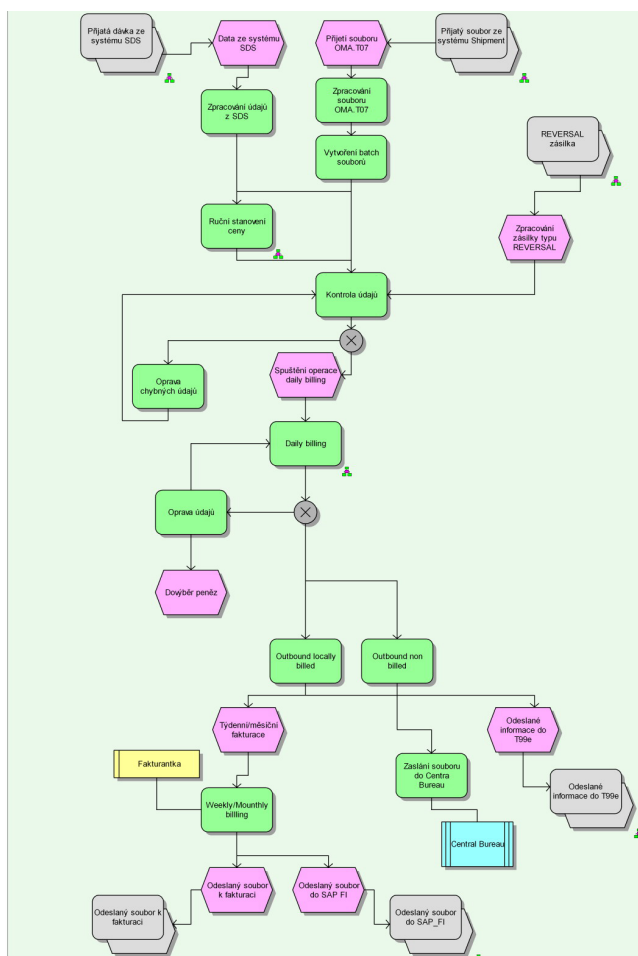 Přijatá dávka ze
systému SDS
Data ze systému
SDS
Přijetí souboru
OMA.T07
Přijatý soubor ze
systému Shipment
Zpracování údajů
z SDS
Zpracování
souboru
OMA.T07
Vytvoření batch
souborů
REVERSAL
zásilka
Ruční stanovení
ceny
Zpracování
zásilky typu
REVERSAL
Kontrola údajů
Oprava
chybných údajů
Spuštění operace
daily billing
Daily billing
Oprava údajů
Dovýběr peněz
Outbound locally
billed
Outbound non
billed
Týdenní/měsíční
fakturace
Odeslané
informace do
T99e
Fakturantka
Zaslání souboru
do Centra
Bureau
Odeslané
informace do T99e
Weekly/Mounthly
billling
Central Bureau
Odeslaný soubor
k fakturaci
Odeslaný soubor
do SAP FI
Odeslaný soubor k
fakturaci
Odeslaný soubor
do SAP_FI